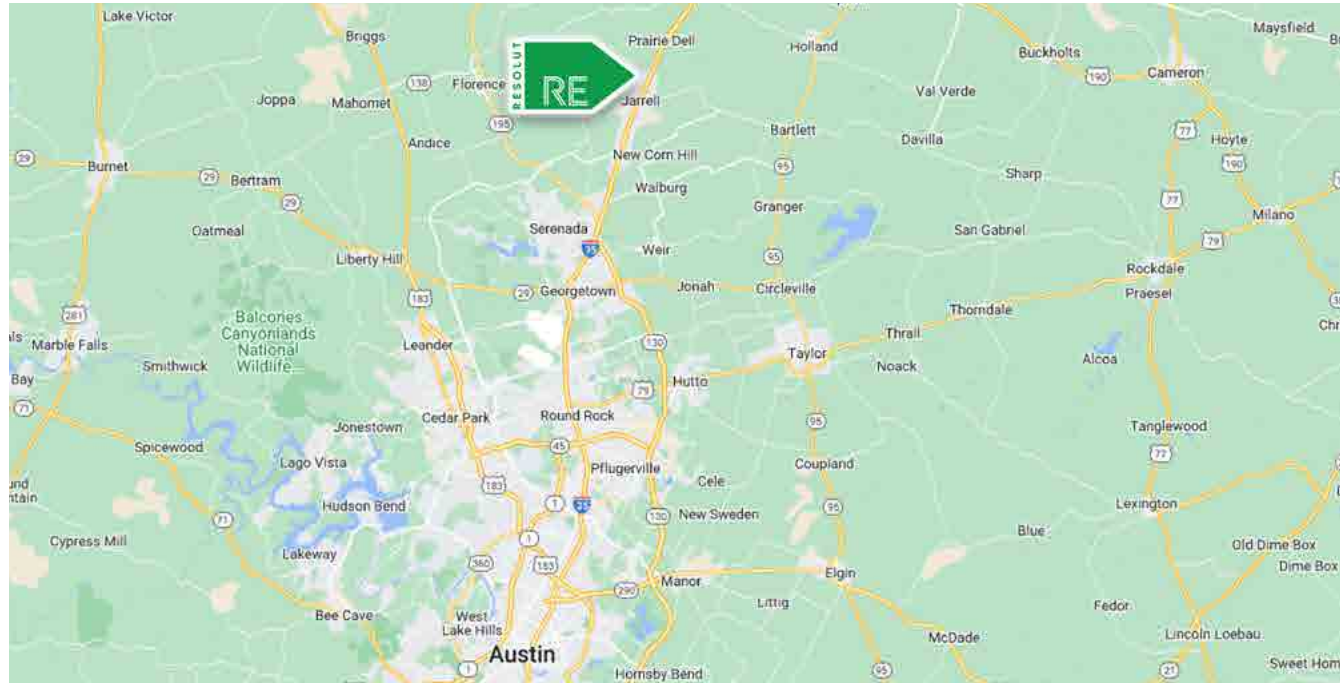 Lake Victor
Briggs
Prairie Dell
Holland
Maysfield
Buckholts
190
Cameron
RESOLUT
RE
138
Florence
Joppa
Mahomet
Jarrell
Val Verde
77
195
Andice
Bartlett
Davilla
Hoyte
29
Burnet
New Corn Hill
95
190
29
Bertram
Walburg
Sharp
29
Granger
77
Milano
Oatmeal
Serenada
San Gabriel
79
35
Weir
95
Liberty Hill
Rockdale
183
29
Georgetown
Jonah
Circleville
Praesel
281
Balcones
Canyonlands
National
Wildlife...
Thorndale
Marble Falls
Leander
130
Thrall
Smithwick
Taylor
Alcoa
Bay
Noack
Hutto
79
71
Cedar Park
Round Rock
95
Jonestown
Tanglewood
Spicewood
45
77
Lago Vista
Pflugerville
Coupland
183
Cele
Hudson Bend
1
35
Lexington
71
130
New Sweden
95
Blue
Cypress Mill
1
Old Dime Box
Lakeway
360
183
Dime Box
290
Manor
Elgin
Bee Cave
West
Lake Hills
Littig
Fedor
McDade
Lincoln
Loebau
Austin
1
Hornsby Bend
95
21
Sweet Hom